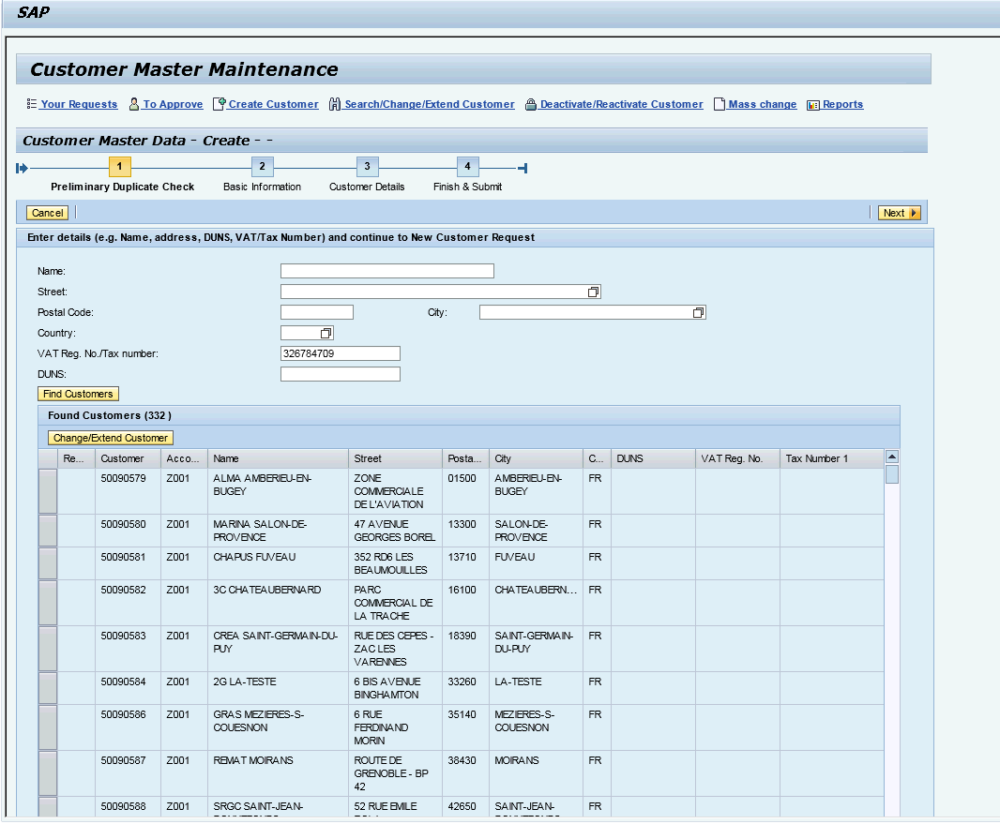 SAP
Customer Master Maintenance
Your Requests To Approve Create Customer Search/Change/Extend Customer Deactivate/Reactivate Customer Mass change Reports
Customer Master Data - Create - -
1 2 3 4
Preliminary Duplicate Check Basic Information Customer Details Finish & Submit
Cancel Next
Enter details (e.g. Name, address, DUNS, VAT/Tax Number) and continue to New Customer Request
Name:
Street:
Postal Code: City:
Country:
VAT Reg. No./Tax number: 326784709
DUNS:
Find Customers
Found Customers (332 )
Change/Extend Customer
Re... Customer Acco... Name Street Posta... City C... DUNS VAT Reg. No. Tax Number 1
50090579 Z001 ALMA AMBERIEU-EN- ZONE 01500 AMBERIEU-EN- FR
BUGEY COMMERCIALE BUGEY
DE L'AVIATION
50090580 Z001 MARINA SALON-DE- 47 AVENUE 13300 SALON-DE- FR
PROVENCE GEORGES BOREL PROVENCE
50090581 Z001 CHAPUS FUVEAU 352 RD6 LES 13710 FUVEAU FR
BEAUMOUILLES
50090582 Z001 3C CHATEAUBERNARD PARC 16100 CHATEAUBERN... FR
COMMERCIAL DE
LA TRACHE
50090583 Z001 CREA SAINT-GERMAIN-DU- RUE DES CEPES - 18390 SAINT-GERMAIN- FR
PUY ZAC LES DU-PUY
VARENNES
50090584 Z001 2G LA-TESTE 6 BIS AVENUE 33260 LA-TESTE FR
BINGHAMTON
50090586 Z001 GRAS MEZIERES-S- 6 RUE 35140 MEZIERES-S- FR
COUESNON FERDINAND COUESNON
MORIN
50090587 Z001 REMAT MOIRANS ROUTE DE 38430 MOIRANS FR
GRENOBLE - BP
42
50090588 Z001 SRGC SAINT-JEAN- 52 RUE EMILE 42650 SAINT-JEAN- FR